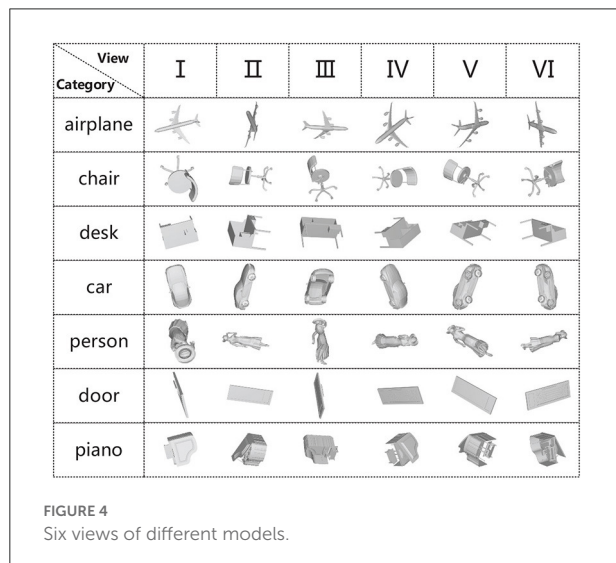 View
Category
I II III IV V VI
airplane
chair
desk
car
person
door
piano
FIGURE 4
Six views of different models.